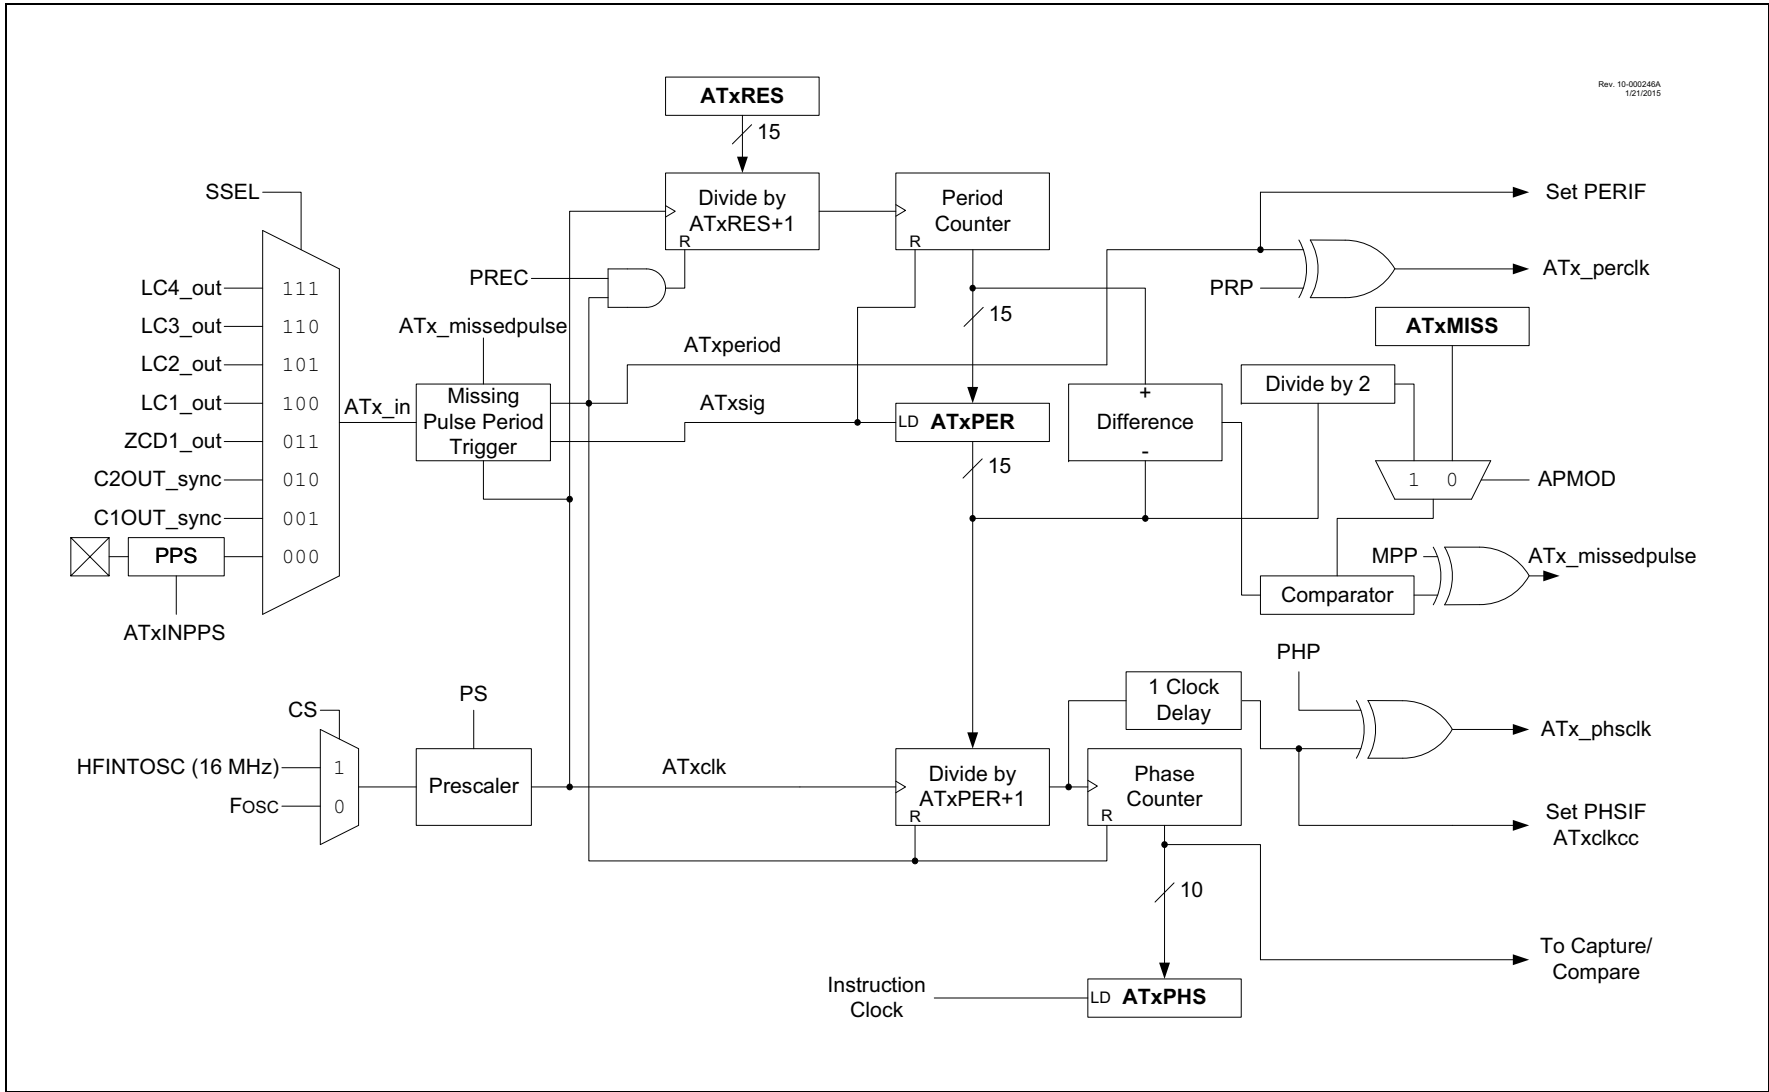 Rev. 10-000246A
1/21/2015
ATxRES
15
SSEL
Divide by
ATxRES+1
R
Period
Counter
R
Set PERIF
PREC
ATx_perclk
PRP
LC4_out
111
LC3_out
110
LC2_out
101
LC1_out
100
ZCD1_out
011
C2OUT_sync
010
C1OUT_sync
001
PPS
000
ATxINPPS
ATx_in
ATx_missedpulse
Missing
Pulse Period
Trigger
ATxperiod
ATxsig
15
LD
ATxPER
15
+
Difference
-
ATxMISS
Divide by 2
1
0
APMOD
MPP
ATx_missedpulse
Comparator
PHP
CS
PS
HFINTOSC (16 MHz)
1
FOSC
0
Prescaler
ATxclk
Divide by
ATxPER+1
R
1 Clock
Delay
Phase
Counter
R
ATx_phsclk
Set PHSIF
ATxclkcc
10
To Capture/
Compare
Instruction
Clock
LD
ATxPHS